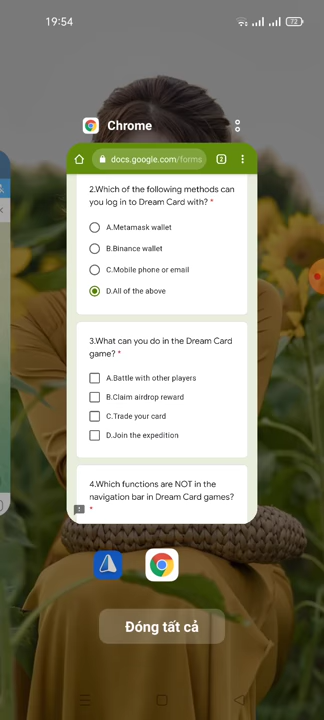 19:54
72
Chrome
docs.google.com/forms
2
2.Which of the following methods can
you log in to Dream Card with? *
A.Metamask wallet
B.Binance wallet
C.Mobile phone or email
D.All of the above
3.What can you do in the Dream Card
game? *
A.Battle with other players
B.Claim airdrop reward
C.Trade your card
D.Join the expedition
4.Which functions are NOT in the
navigation bar in Dream Card games?
*
Đóng tất cả